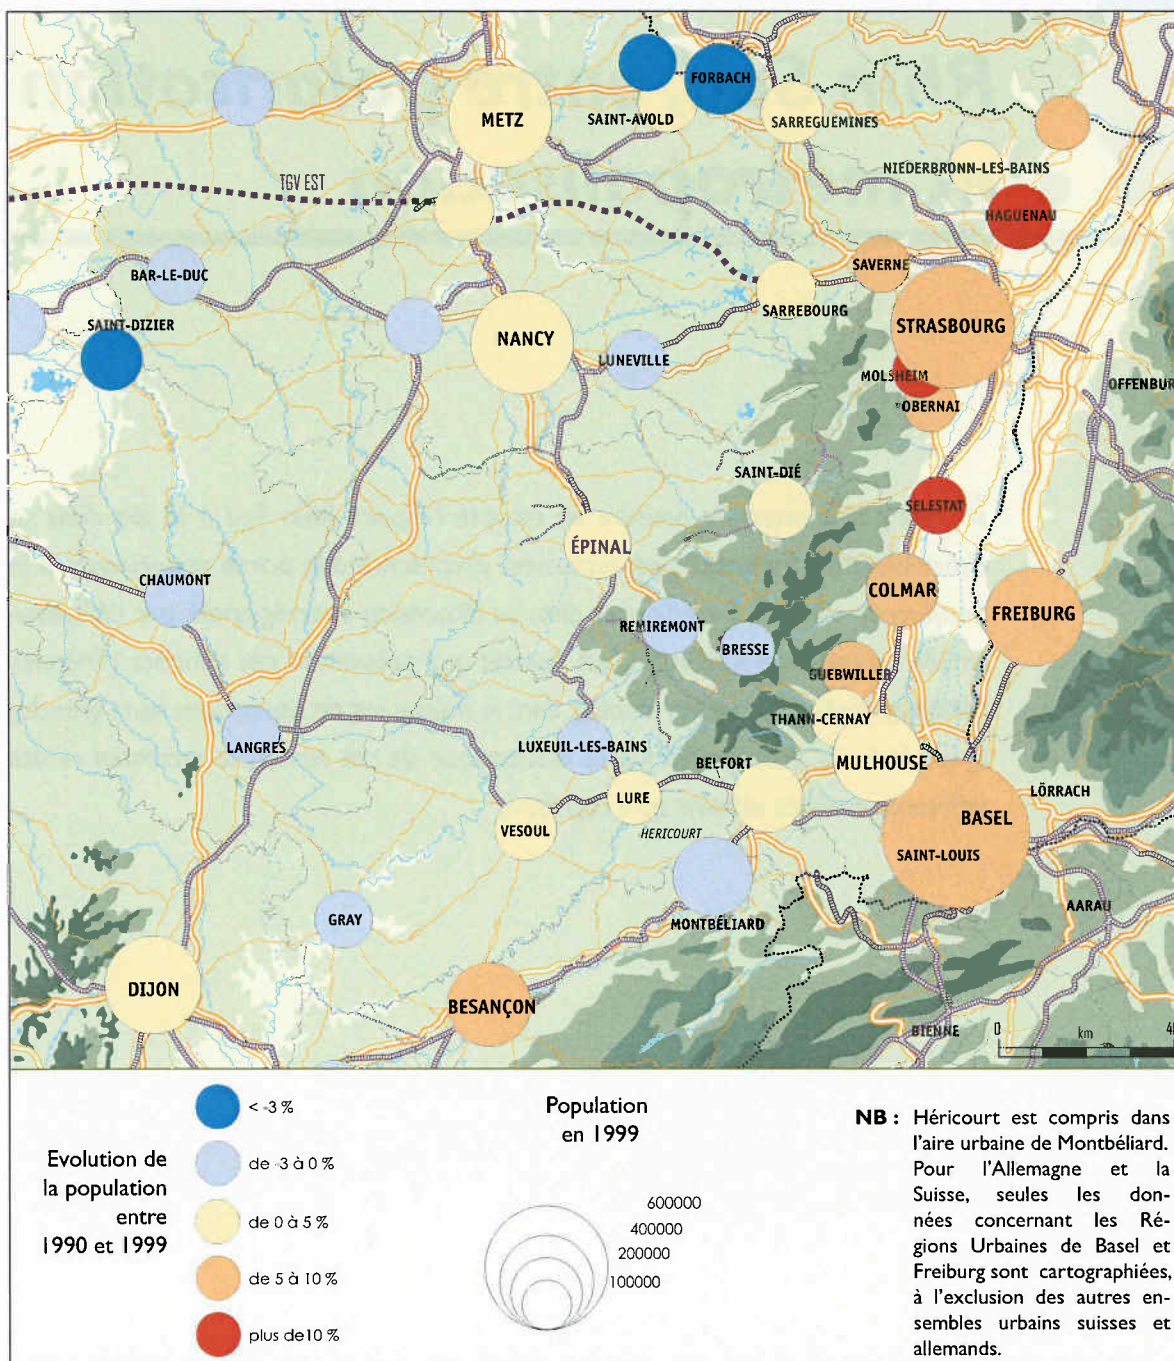 FORBACH
METZ
SAINT-AVOLD
SARREGUEMINES
NIEDERBRONN-LES-BAINS
TGV EST
HAGUENAU
SAVERNE
BAR-LE-DUC
SARREBOURG
SAINT-DIZIER
STRASBOURG
NANCY
LUNEVILLE
MOLSHEIM
OFFENBUR
OBERNAI
SAINT-DIÉ
SELESTAT
ÉPINAL
CHAUMONT
COLMAR
FREIBURG
REMIREMONT
BRESSE
GUEBWILLER
THANN-CERNAY
LANGRES
LUXEUIL-LES-BAINS
BELFORT
MULHOUSE
LÖRRACH
LURE
BASEL
VESOUL
HÉRICOURT
SAINT-LOUIS
AARAU
GRAY
MONTBÉLIARD
DIJON
BESANÇON
BIENNE
0 km 4
Evolution de
la population
entre
1990 et 1999
< -3 %
de -3 à 0 %
de 0 à 5 %
de 5 à 10 %
plus de10 %
Population
en 1999
600000
400000
200000
100000
NB : Héricourt est compris dans
l'aire urbaine de Montbéliard.
Pour l'Allemagne et la
Suisse, seules les don-
nées concernant les Ré-
gions Urbaines de Basel et
Freiburg sont cartographiées,
à l'exclusion des autres en-
sembles urbains suisses et
allemands.